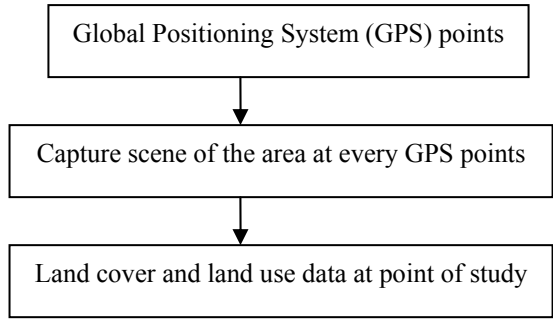 Global Positioning System (GPS) points
Capture scene of the area at every GPS points
Land cover and land use data at point of study